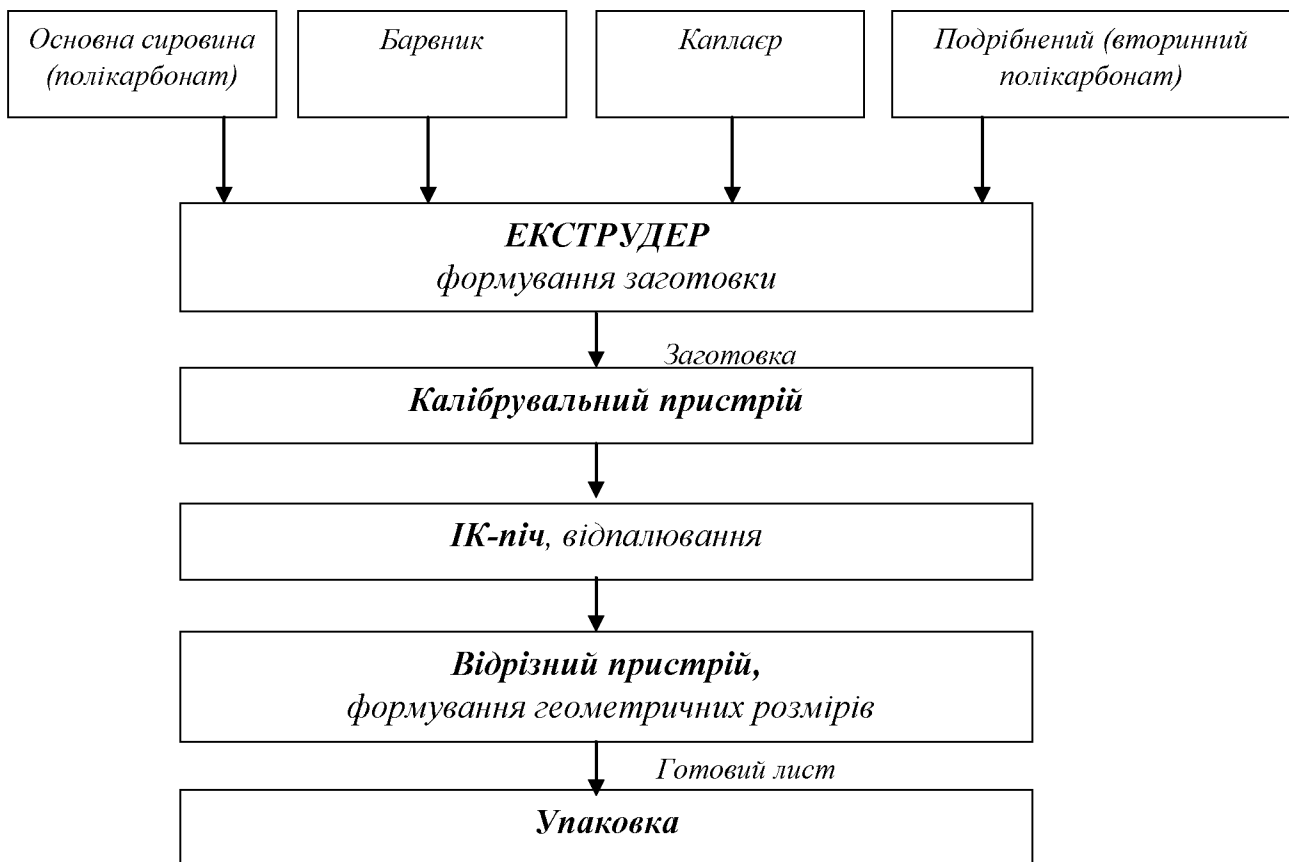 Основна сировина
(полікарбонат)
Барвник
Каплаєр
Подрібнений (вторинний
полікарбонат)
ЕКСТРУДЕР
формування заготовки
Заготовка
Калібрувальний пристрій
ІК-піч, відпалювання
Відрізний пристрій,
формування геометричних розмірів
Готовий лист
Упаковка